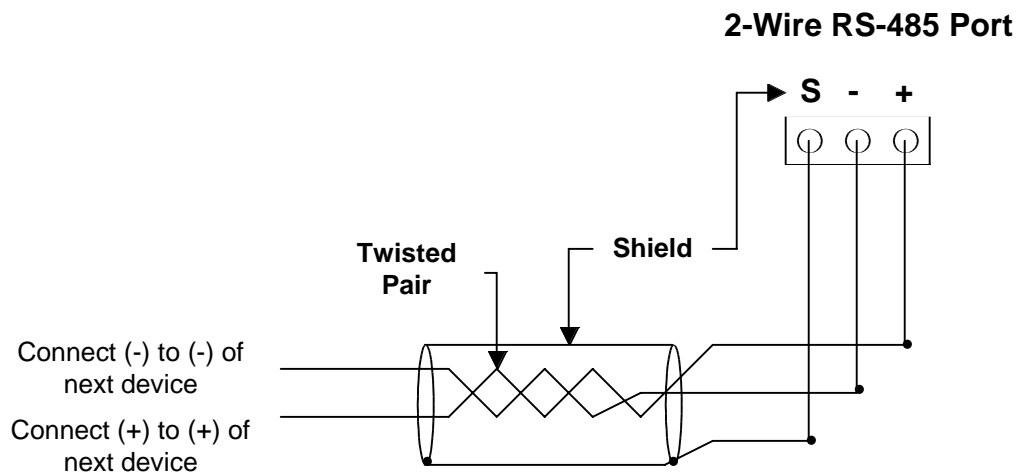 2-Wire RS-485 Port
S - +
Twisted
Pair
Shield
Connect (-) to (-) of
next device
Connect (+) to (+) of
next device